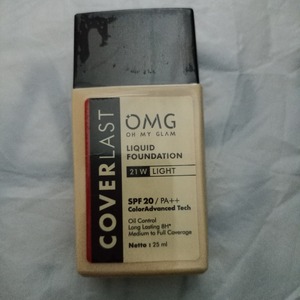 COVERLAST
OMG
OH MY GLAM
LIQUID
FOUNDATION
21W LIGHT
SPF 20 / PA++
ColorAdvanced Tech
Oil Control
Long Lasting 8H*
Medium to Full Coverage
Netto : 25 ml